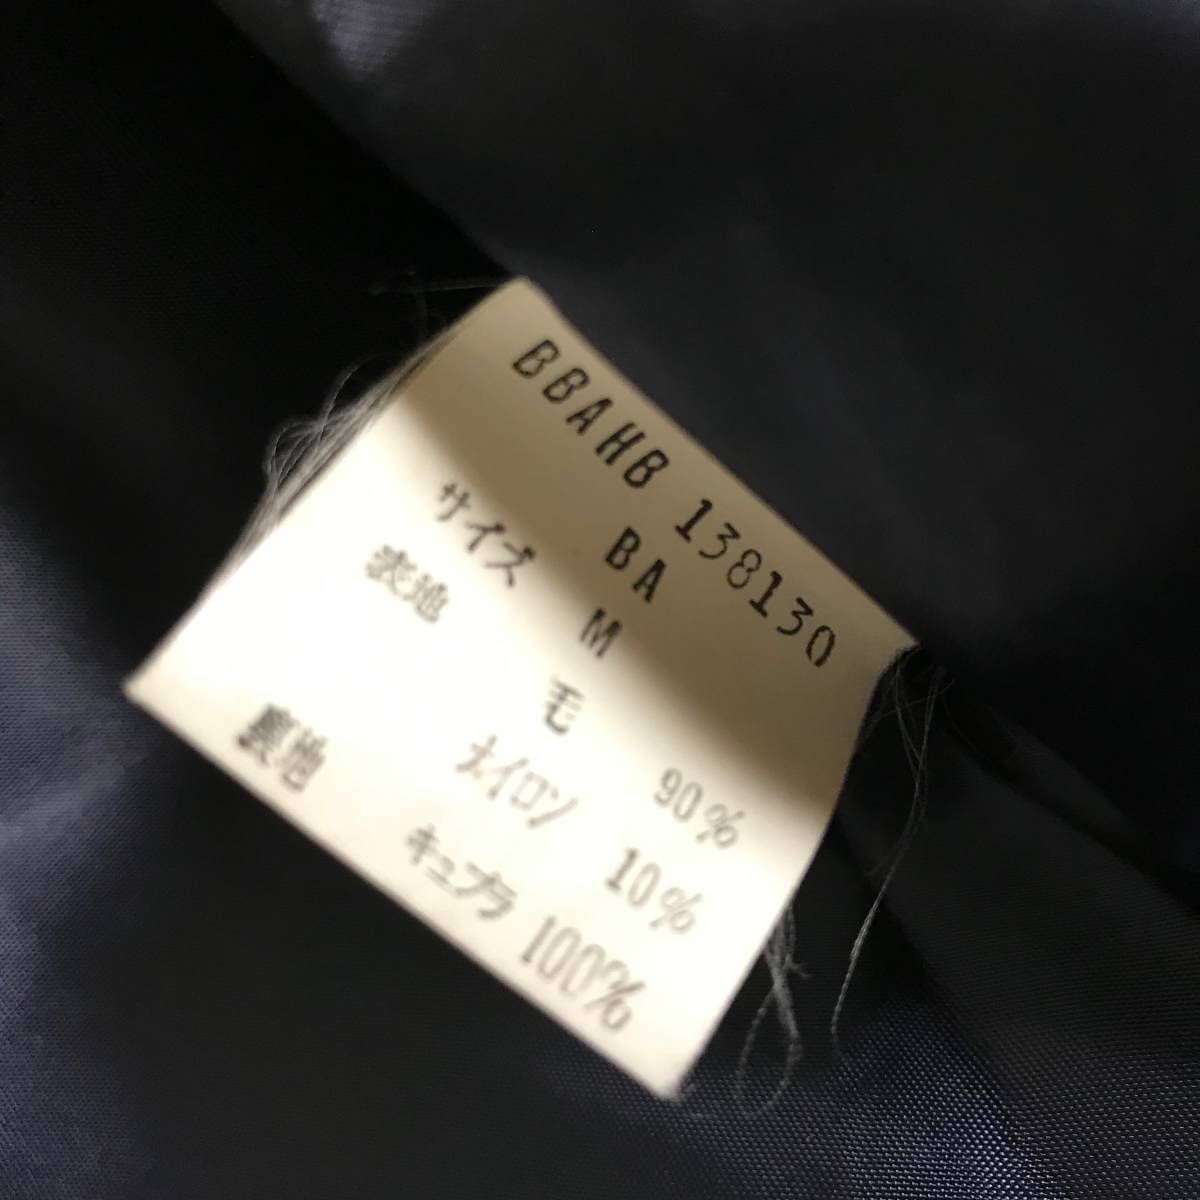 BBAHB 138130
BA
サイズ M
表地
毛 90%
ナイロン 10%
裏地
キュプラ 100%